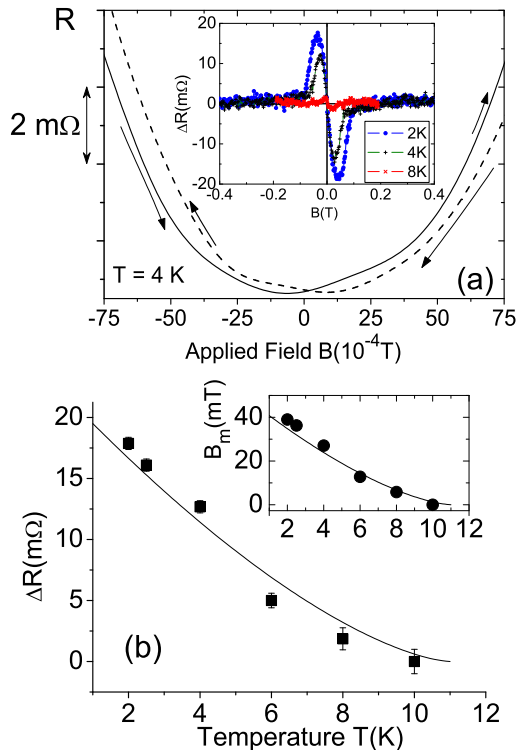 R
2 mΩ
T = 4 K
(a)
-75 -50 -25 0 25 50 75
Applied Field B(10⁻⁴T)
20
10
0
-10
-20
ΔR(mΩ)
2K
4K
8K
-0.4 -0.2 0.0 0.2 0.4
B(T)
20
15
10
5
0
ΔR(mΩ)
(b)
2 4 6 8 10 12
Temperature T(K)
40
20
0
Bₘ(mT)
2 4 6 8 10 12